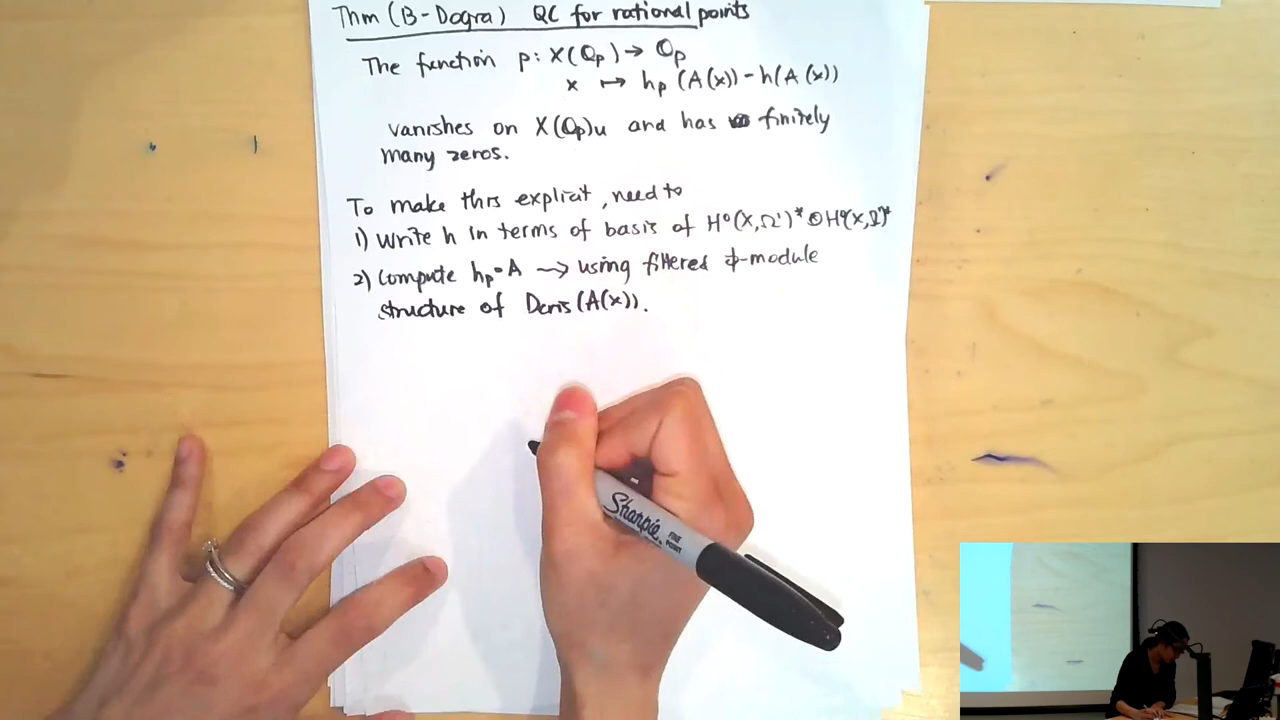 Thm (B-Dogra) QC for rational points
The function ρ: X(Qp) → Qp
x ↦ hp (A(x)) - h(A(x))
vanishes on X(Qp)u and has finitely
many zeros.
To make this explicit, need to
1) Write h in terms of basis of H⁰(X,Ω¹)* ⊗ H⁰(X,Ω¹)*
2) Compute hp∘A ⇝ using filtered ϕ-module
structure of Dcris(A(x)).
Sharpie
FINE
POINT